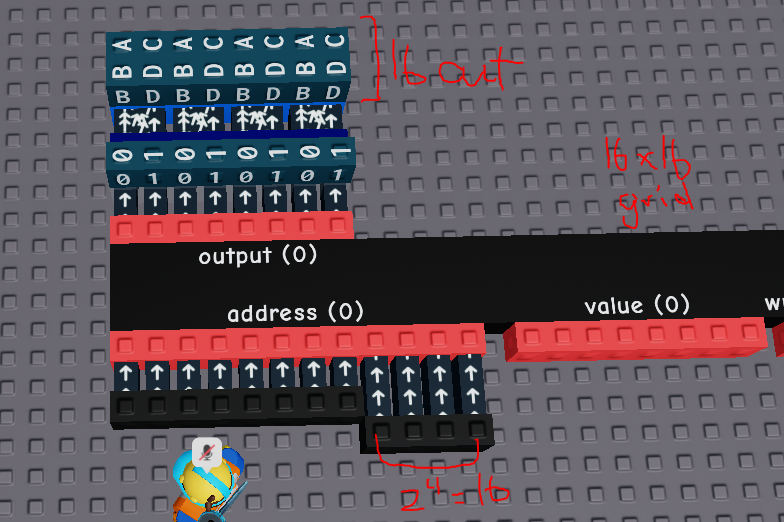 A C A C A C A C
B D B D B D B D
B D B D B D B D
] 16 out
0 1 0 1 0 1 0 1
0 1 0 1 0 1 0 1
16 x 16
grid
output (0)
address (0)
value (0)
2^4 = 16